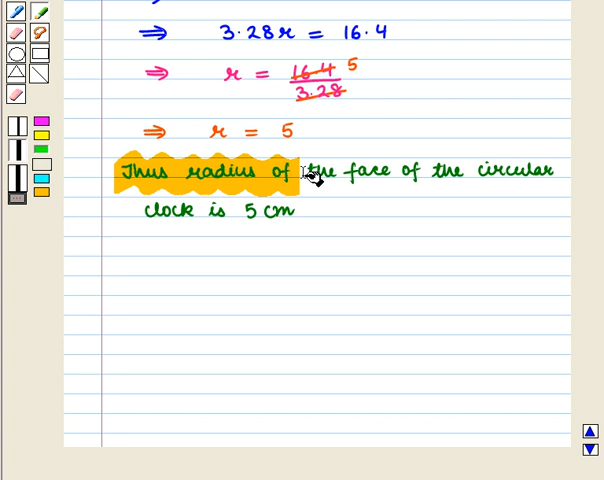 ⇒ 3.28r = 16.4
⇒ r = 16.4/3.28 5
⇒ r = 5
Thus radius of the face of the circular
clock is 5 cm